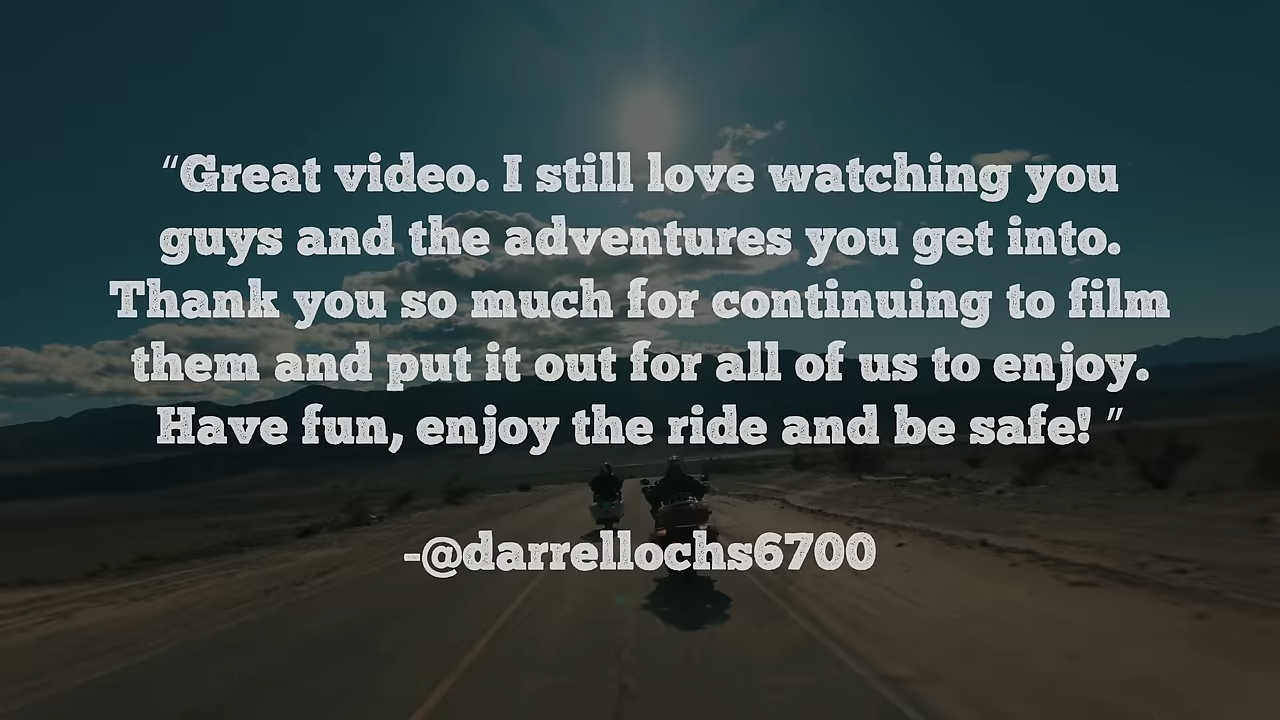 “Great video. I still love watching you
guys and the adventures you get into.
Thank you so much for continuing to film
them and put it out for all of us to enjoy.
Have fun, enjoy the ride and be safe! ”
-@darrellochs6700